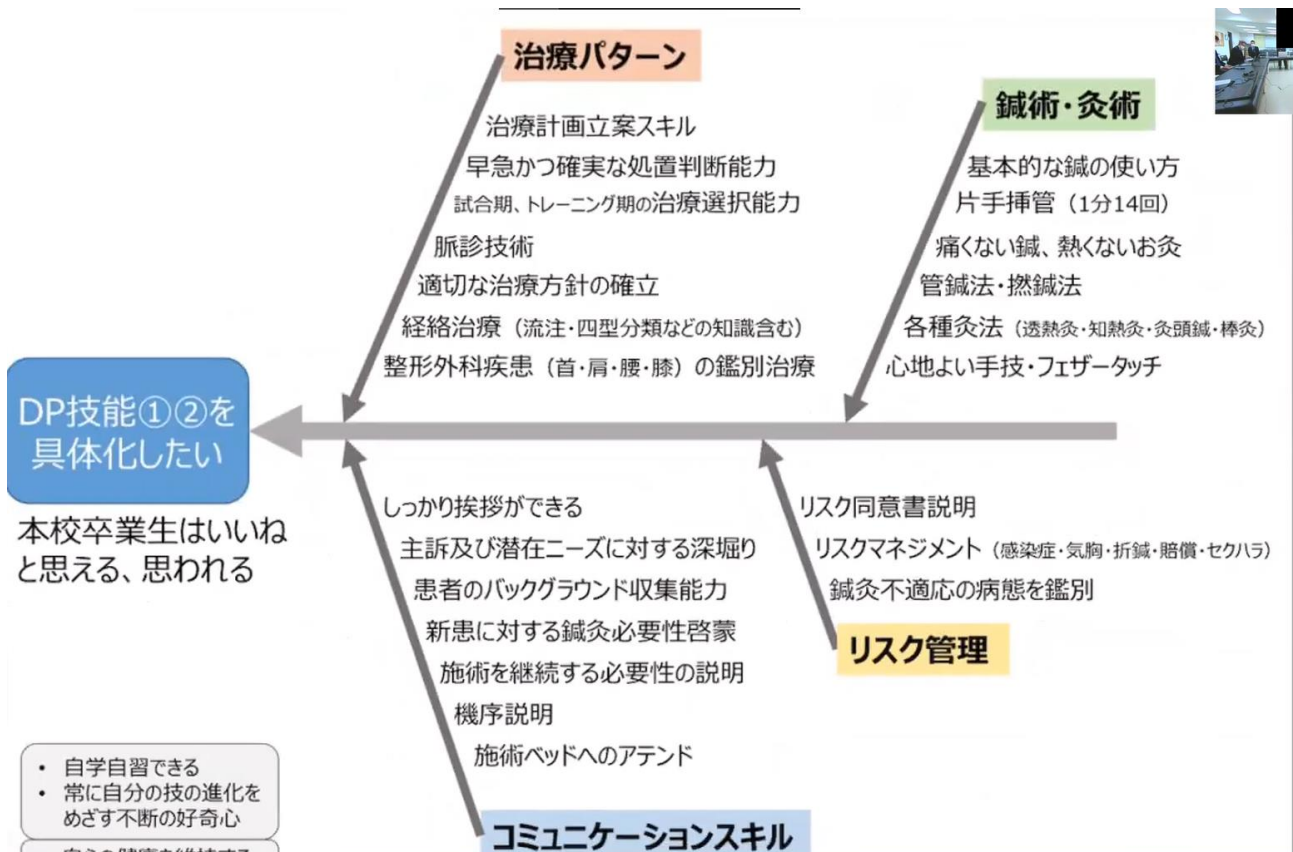 治療パターン
治療計画立案スキル
早急かつ確実な処置判断能力
試合期、トレーニング期の治療選択能力
脈診技術
適切な治療方針の確立
経絡治療（流注・四型分類などの知識含む）
整形外科疾患（首・肩・腰・膝）の鑑別治療
鍼術・灸術
基本的な鍼の使い方
片手挿管（1分14回）
痛くない鍼、熱くないお灸
管鍼法・撚鍼法
各種灸法（透熱灸・知熱灸・灸頭鍼・棒灸）
心地よい手技・フェザータッチ
DP技能①②を
具体化したい
本校卒業生はいいね
と思える、思われる
しっかり挨拶ができる
主訴及び潜在ニーズに対する深堀り
患者のバックグラウンド収集能力
新患に対する鍼灸必要性啓蒙
施術を継続する必要性の説明
機序説明
施術ベッドへのアテンド
コミュニケーションスキル
リスク同意書説明
リスクマネジメント（感染症・気胸・折鍼・賠償・セクハラ）
鍼灸不適応の病態を鑑別
リスク管理
• 自学自習できる
• 常に自分の技の進化を
めざす不断の好奇心